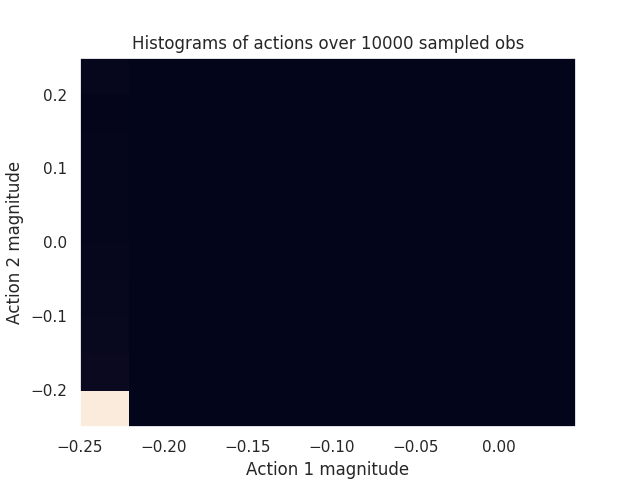 Histograms of actions over 10000 sampled obs
Action 2 magnitude
0.2
0.1
0.0
−0.1
−0.2
−0.25 −0.20 −0.15 −0.10 −0.05 0.00
Action 1 magnitude